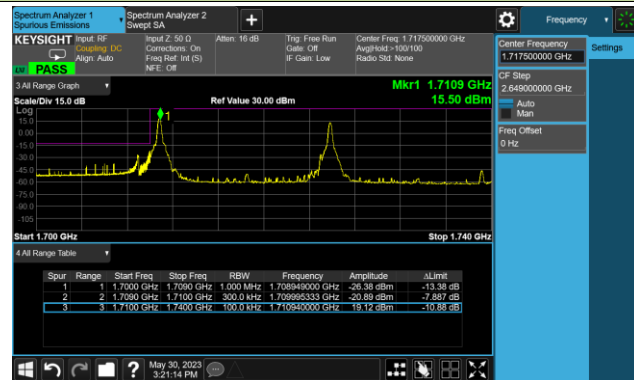 Spectrum Analyzer 1
Spurious Emissions
Spectrum Analyzer 2
Swept SA
+
Frequency
KEYSIGHT
Input: RF
Coupling: DC
Align: Auto
Input Z: 50 Ω
Corrections: On
Freq Ref: Int (S)
NFE: Off
Atten: 16 dB
Trig: Free Run
Gate: Off
IF Gain: Low
Center Freq: 1.717500000 GHz
Avg|Hold:>100/100
Radio Std: None
PASS
Center Frequency
1.717500000 GHz
Settings
CF Step
2.649000000 GHz
Auto
Man
Freq Offset
0 Hz
3 All Range Graph
Mkr1 1.7109 GHz
Scale/Div 15.0 dB
Ref Value 30.00 dBm
15.50 dBm
Log
15.0
0.00
-15.0
-30.0
-45.0
-60.0
-75.0
-90.0
-105
1
Start 1.700 GHz
Stop 1.740 GHz
4 All Range Table
Spur Range Start Freq Stop Freq RBW Frequency Amplitude ΔLimit
1 1 1.7000 GHz 1.7090 GHz 1.000 MHz 1.708949000 GHz -26.38 dBm -13.38 dB
2 2 1.7090 GHz 1.7100 GHz 300.0 kHz 1.709995333 GHz -20.89 dBm -7.887 dB
3 3 1.7100 GHz 1.7400 GHz 100.0 kHz 1.710940000 GHz 19.12 dBm -10.88 dB
?
May 30, 2023
3:21:14 PM